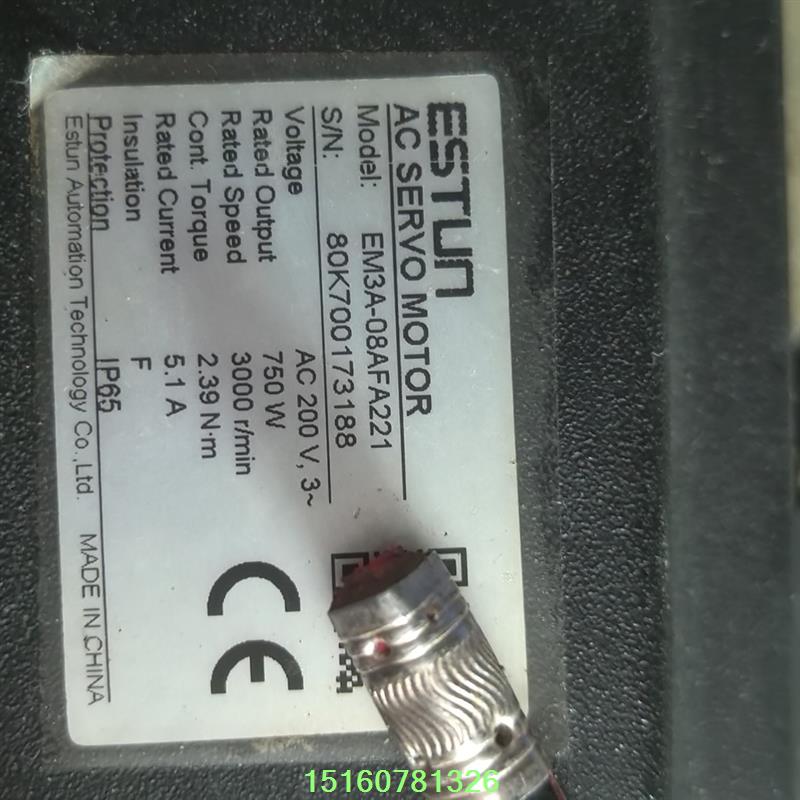 ESTUN
AC SERVO MOTOR
Model: EM3A-08AFA221
S/N: 80K700173188
Voltage AC 200 V, 3~
Rated Output 750 W
Rated Speed 3000 r/min
Cont. Torque 2.39 N·m
Rated Current 5.1 A
Insulation F
Protection IP65
Estun Automation Technology Co.,Ltd. MADE IN CHINA
CE
15160781326